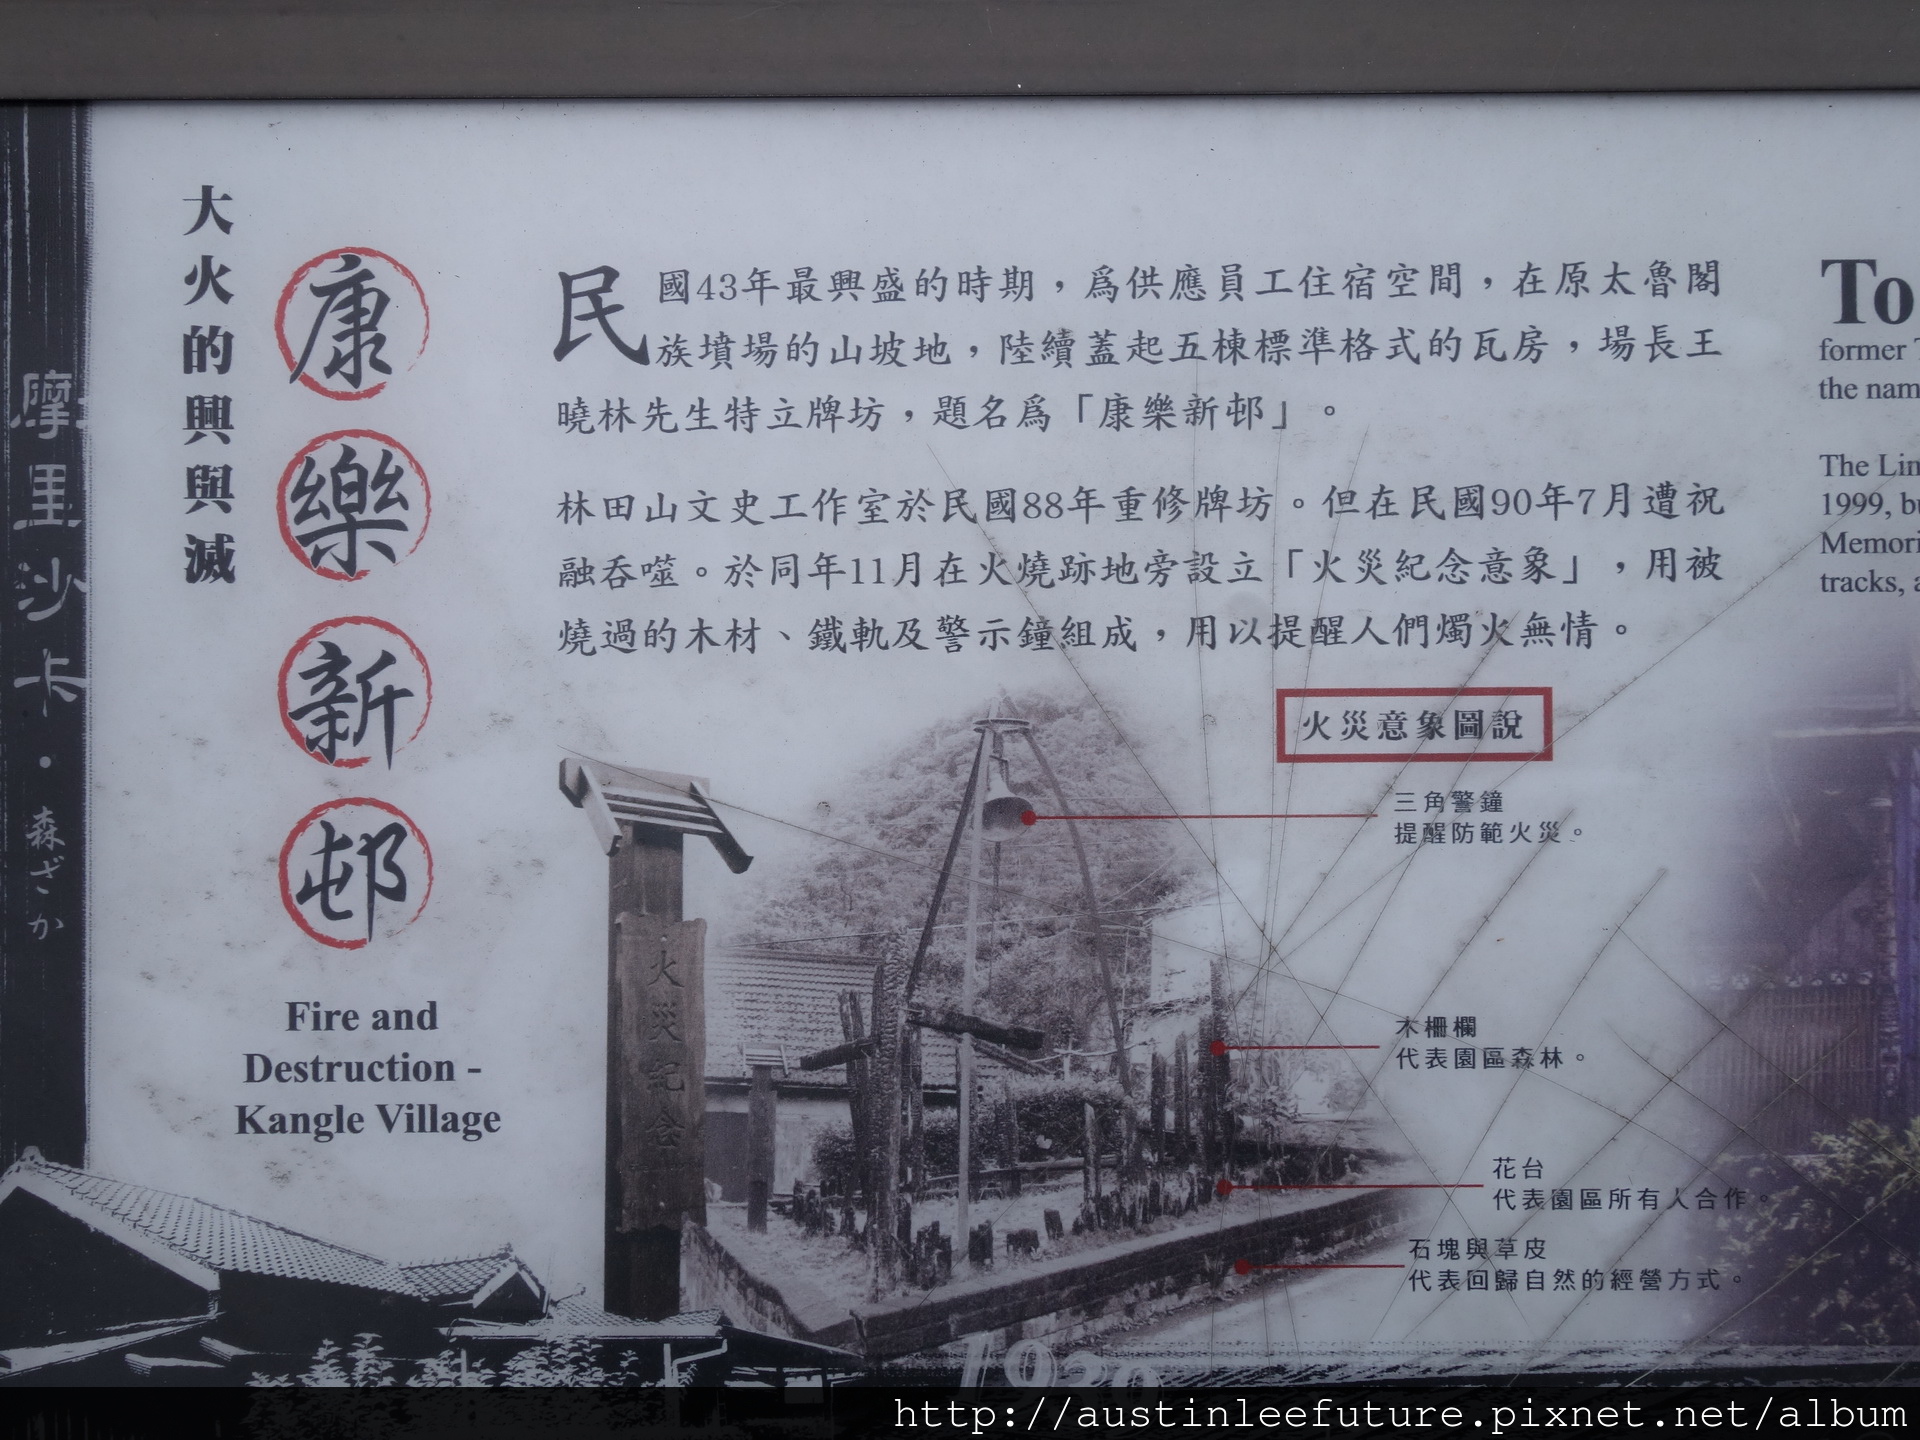 摩里沙卡・森ざか
大火的興與滅
康樂新邨
Fire and
Destruction -
Kangle Village
民國43年最興盛的時期，爲供應員工住宿空間，在原太魯閣
族墳場的山坡地，陸續蓋起五棟標準格式的瓦房，場長王
曉林先生特立牌坊，題名爲「康樂新邨」。
林田山文史工作室於民國88年重修牌坊。但在民國90年7月遭祝
融吞噬。於同年11月在火燒跡地旁設立「火災紀念意象」，用被
燒過的木材、鐵軌及警示鐘組成，用以提醒人們燭火無情。
火災意象圖說
三角警鐘
提醒防範火災。
木柵欄
代表園區森林。
花台
代表園區所有人合作。
石塊與草皮
代表回歸自然的經營方式。
火災紀念
To
former
the nam
The Lin
1999, bu
Memori
tracks, a
http://austinleefuture.pixnet.net/album